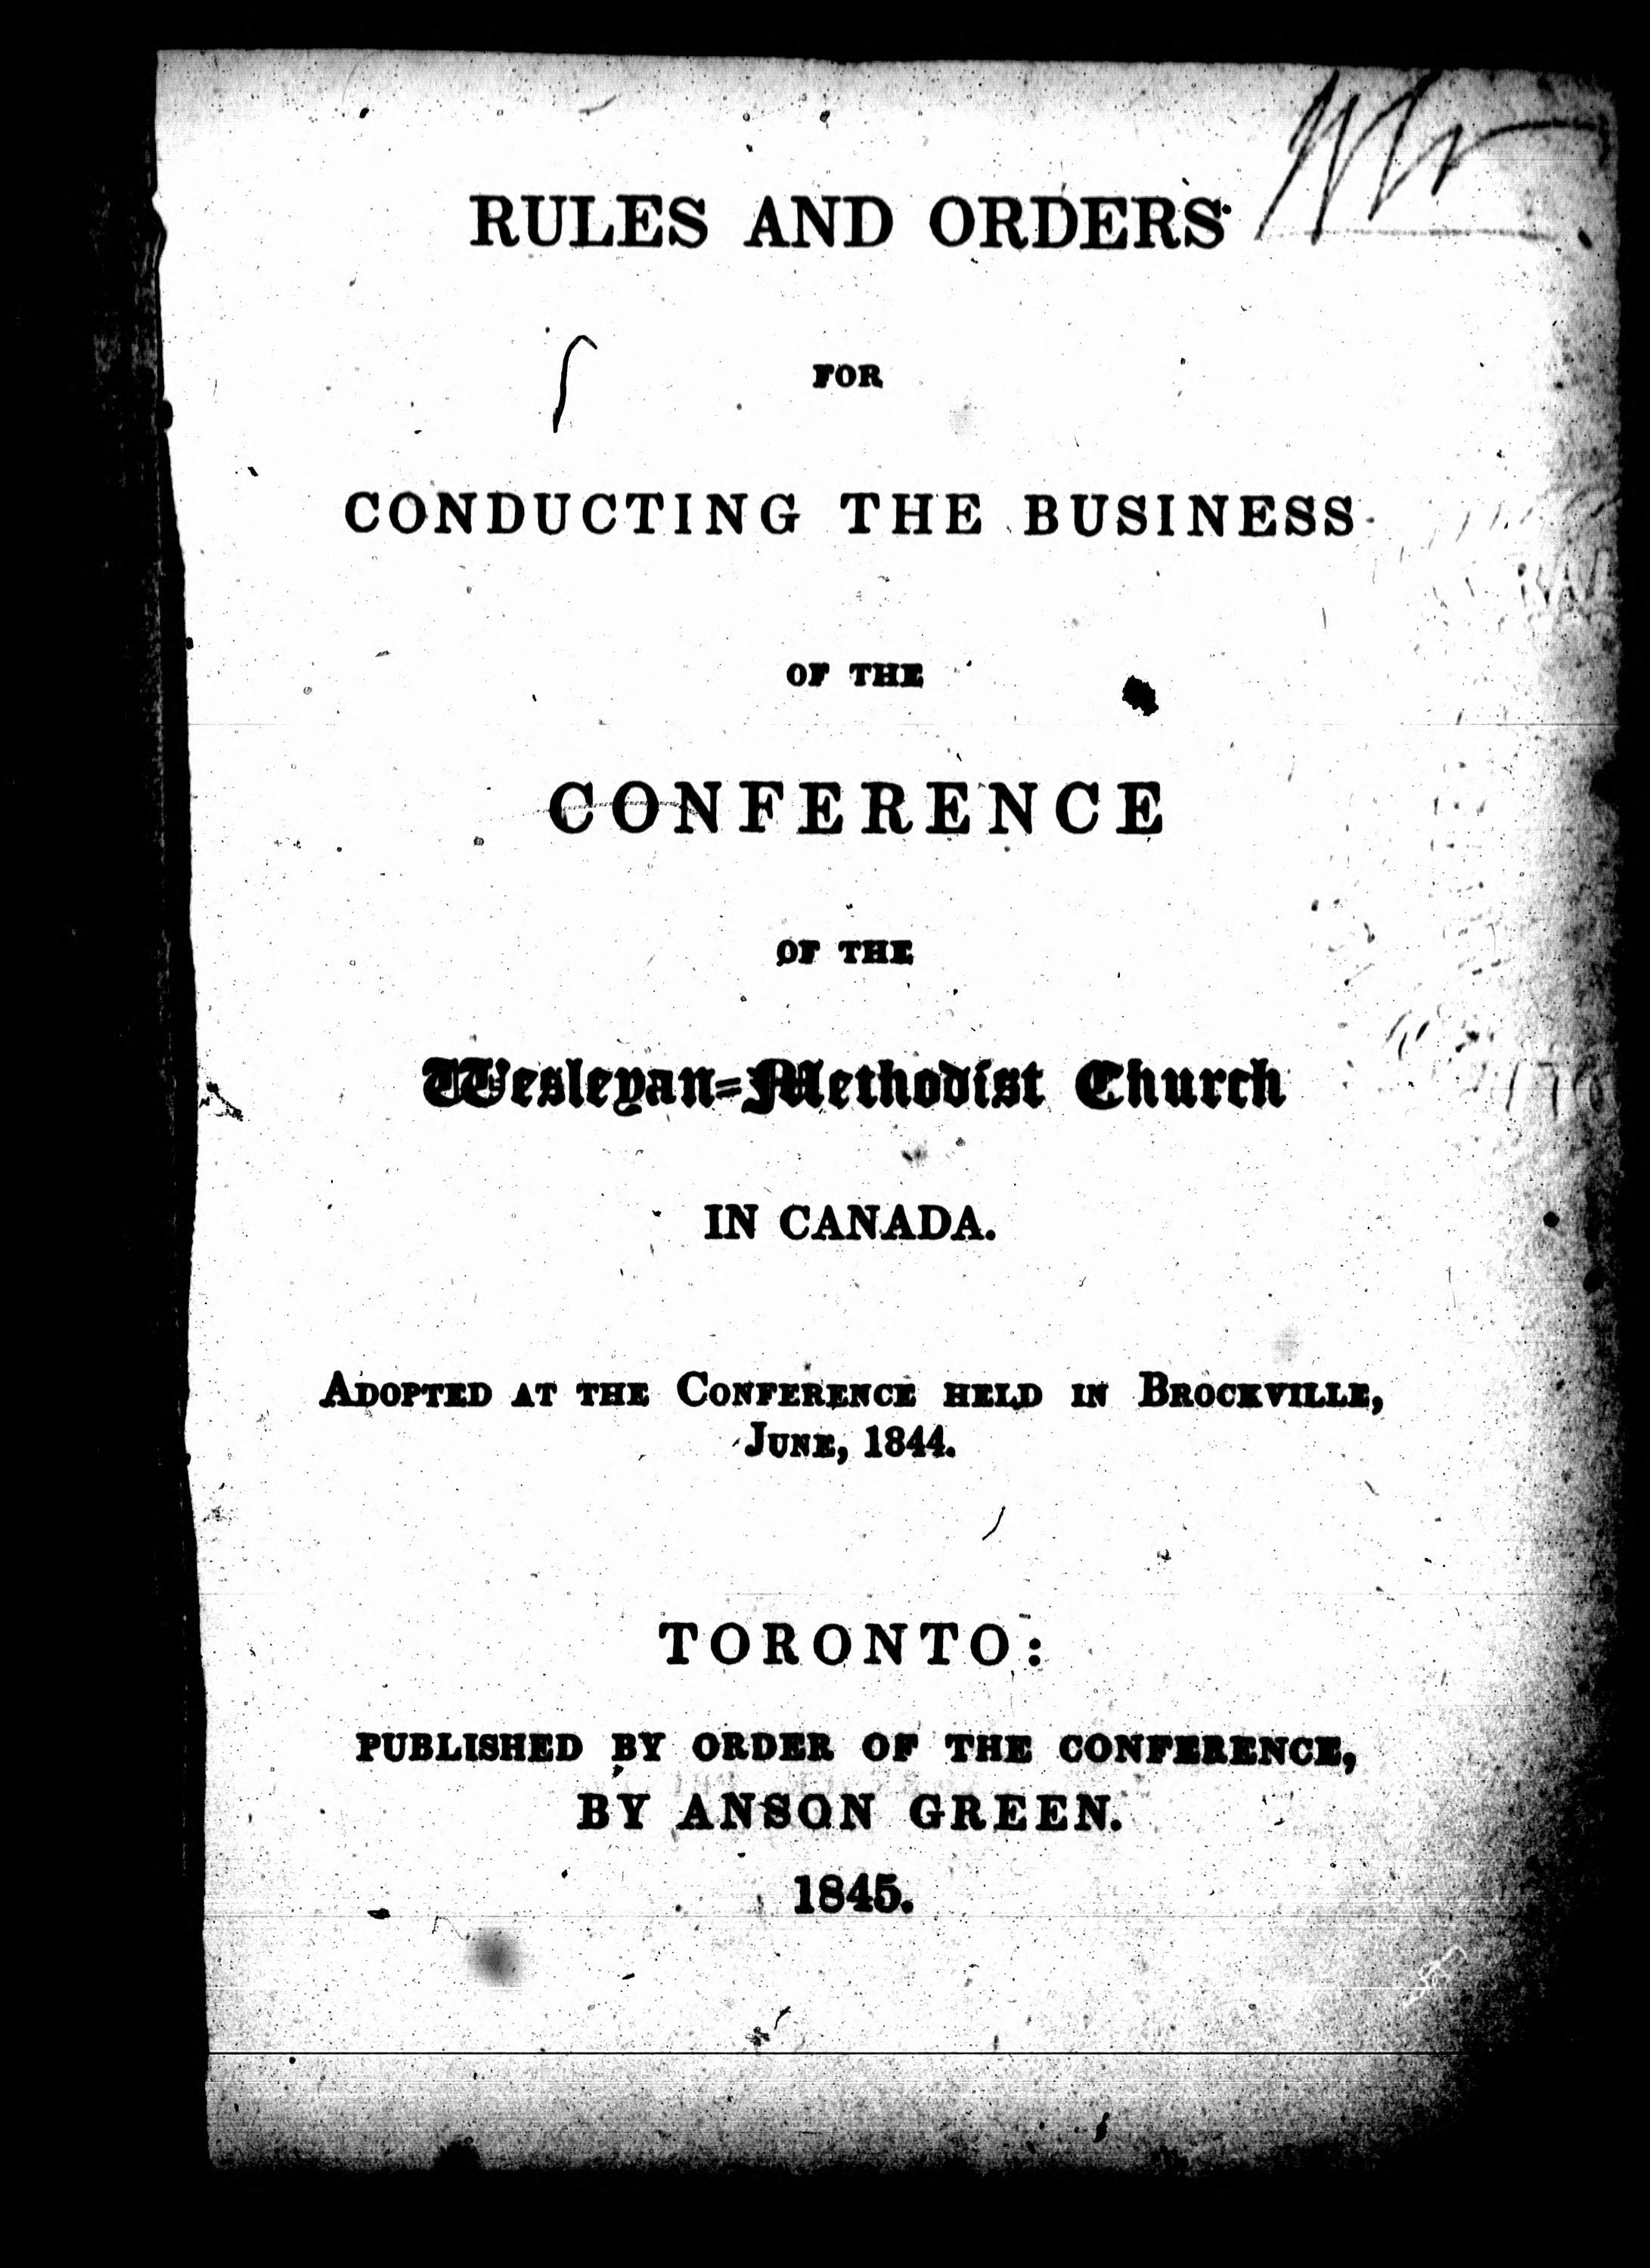 RULES AND ORDERS
FOR
CONDUCTING THE BUSINESS
OF THE
CONFERENCE
OF THE
Wesleyan-Methodist Church
IN CANADA.
ADOPTED AT THE CONFERENCE HELD IN BROCKVILLE,
JUNE, 1844.
TORONTO:
PUBLISHED BY ORDER OF THE CONFERENCE,
BY ANSON GREEN.
1845.